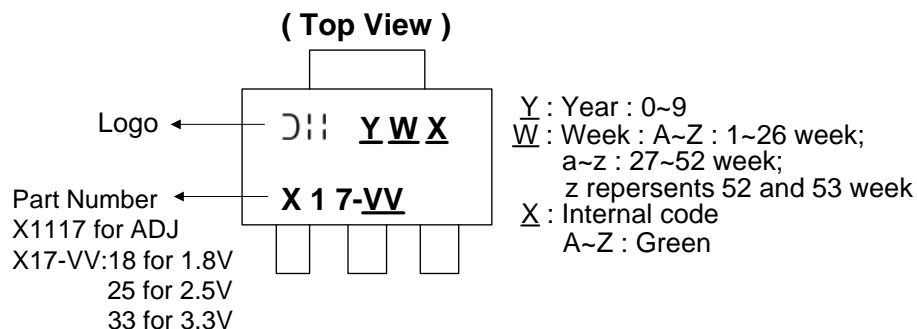 ( Top View )
Logo
Y W X
X 1 7-VV
Part Number
X1117 for ADJ
X17-VV:18 for 1.8V
25 for 2.5V
33 for 3.3V
Y : Year : 0~9
W : Week : A~Z : 1~26 week;
a~z : 27~52 week;
z repersents 52 and 53 week
X : Internal code
A~Z : Green